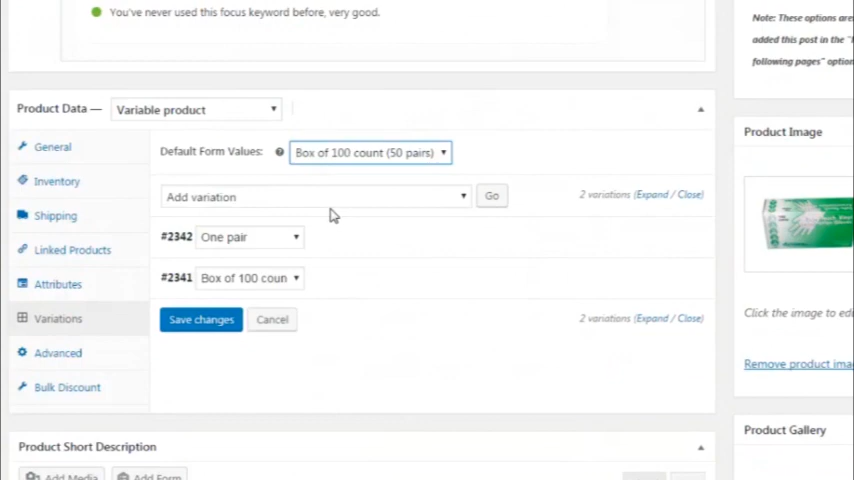 You've never used this focus keyword before, very good.
Note: These options are
added this post in the "
following pages" option
Product Data — Variable product
General
Default Form Values: Box of 100 count (50 pairs)
Inventory
Add variation Go 2 variations (Expand / Close)
Shipping
#2342 One pair
Linked Products
#2341 Box of 100 coun
Attributes
Variations
Save changes Cancel 2 variations (Expand / Close)
Advanced
Bulk Discount
Product Image
Click the image to edi
Remove product ima
Product Gallery
Product Short Description
Add Media Add Form